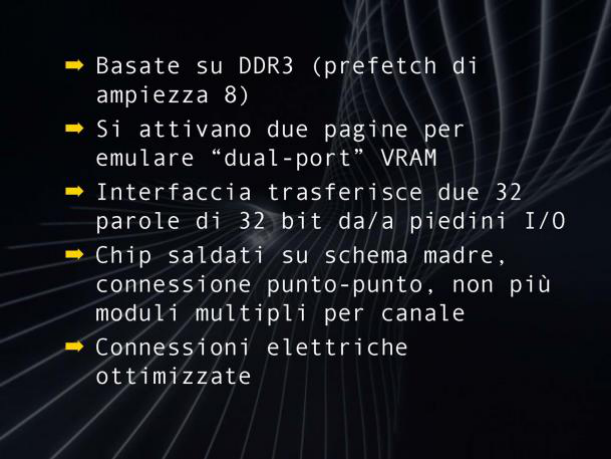 ➡ Basate su DDR3 (prefetch di
ampiezza 8)
➡ Si attivano due pagine per
emulare “dual-port” VRAM
➡ Interfaccia trasferisce due 32
parole di 32 bit da/a piedini I/O
➡ Chip saldati su schema madre,
connessione punto-punto, non più
moduli multipli per canale
➡ Connessioni elettriche
ottimizzate